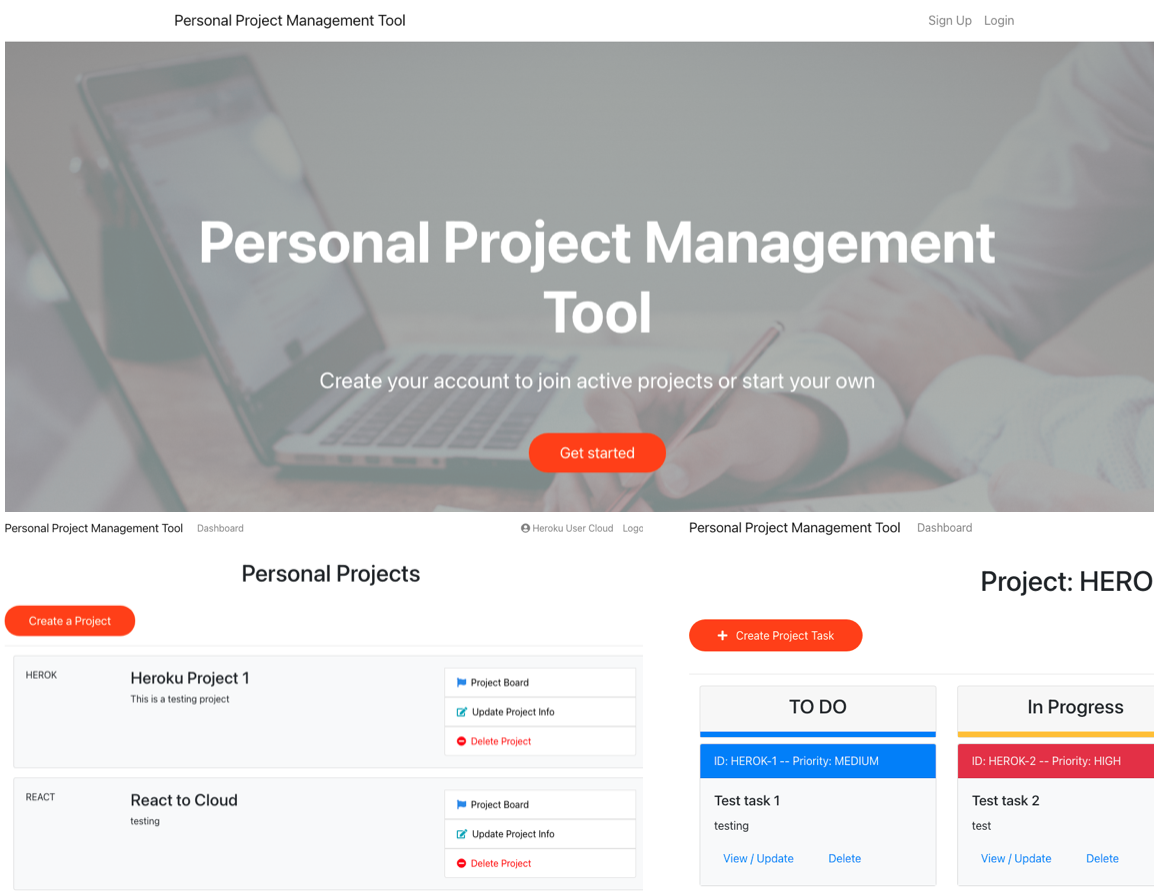 Personal Project Management Tool
Sign Up Login
Personal Project Management
Tool
Create your account to join active projects or start your own
Get started
Personal Project Management Tool Dashboard
Heroku User Cloud Logo
Personal Projects
Create a Project
HEROK
Heroku Project 1
This is a testing project
Project Board
Update Project Info
Delete Project
REACT
React to Cloud
testing
Project Board
Update Project Info
Delete Project
Personal Project Management Tool Dashboard
Project: HERO
Create Project Task
TO DO
ID: HEROK-1 -- Priority: MEDIUM
Test task 1
testing
View / Update Delete
In Progress
ID: HEROK-2 -- Priority: HIGH
Test task 2
test
View / Update Delete